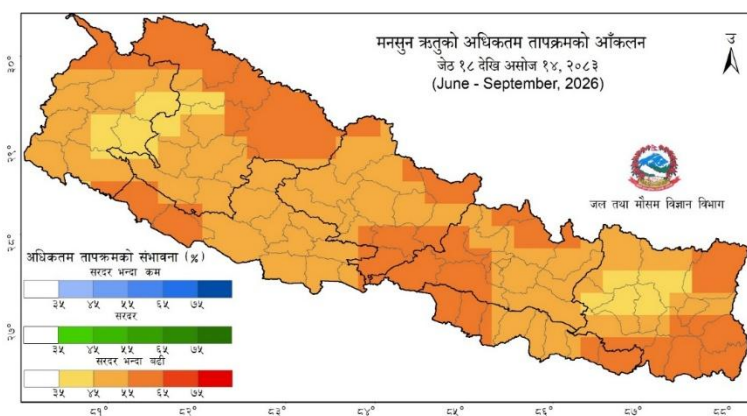 मनसुन ऋतुको अधिकतम तापक्रमको आँकलन
जेठ १८ देखि असोज १४, २०८३
(June - September, 2026)
उ
जल तथा मौसम विज्ञान विभाग
अधिकतम तापक्रमको संभावना (%)
सरदर भन्दा कम
३५ ४५ ५५ ६५ ७५
सरदर
३५ ४५ ५५ ६५ ७५
सरदर भन्दा बढी
३५ ४५ ५५ ६५ ७५
३०°
२९°
२८°
२७°
८१° ८२° ८३° ८४° ८५° ८६° ८७° ८८°